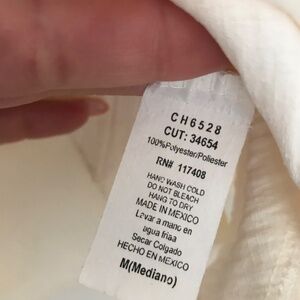 CH6528
CUT: 34654
100%Polyester/Poliester
RN# 117408
HAND WASH COLD
DO NOT BLEACH
HANG TO DRY
MADE IN MEXICO
Lavar a mano en
agua friaa
Secar Colgado
HECHO EN MEXICO
M(Mediano)